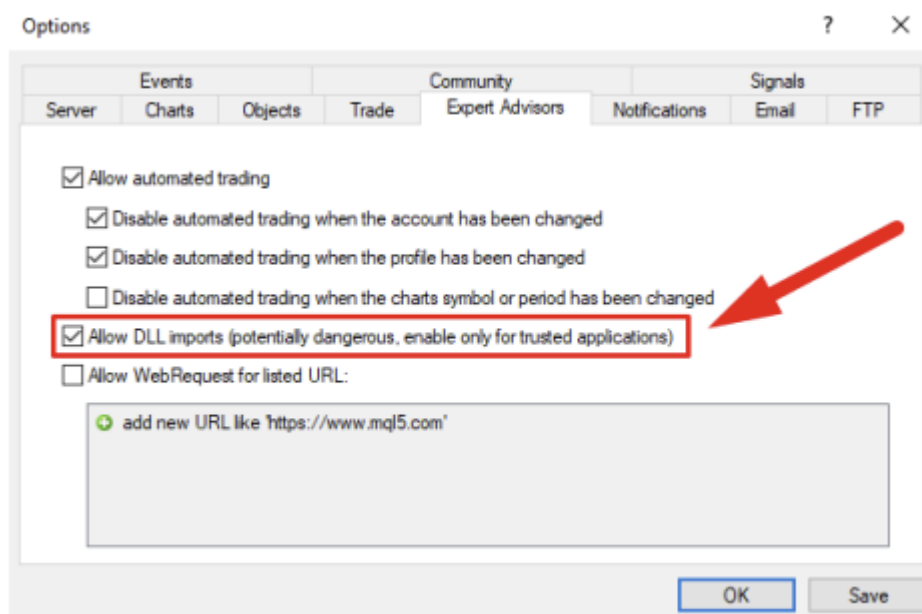 Options
?
Events Community Signals
Server Charts Objects Trade Expert Advisors Notifications Email FTP
Allow automated trading
Disable automated trading when the account has been changed
Disable automated trading when the profile has been changed
Disable automated trading when the charts symbol or period has been changed
Allow DLL imports (potentially dangerous, enable only for trusted applications)
Allow WebRequest for listed URL:
add new URL like 'https://www.mql5.com'
OK Save